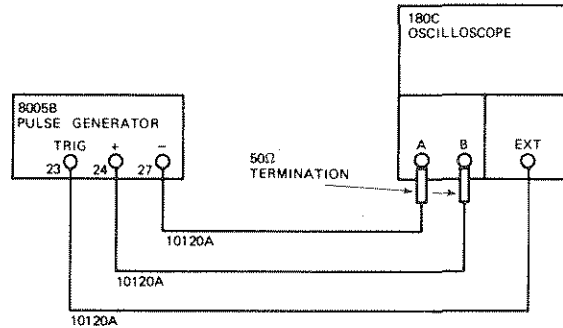 180C
OSCILLOSCOPE
8005B
PULSE GENERATOR
TRIG + −
23 24 27
A B EXT
50Ω
TERMINATION
10120A
10120A
10120A